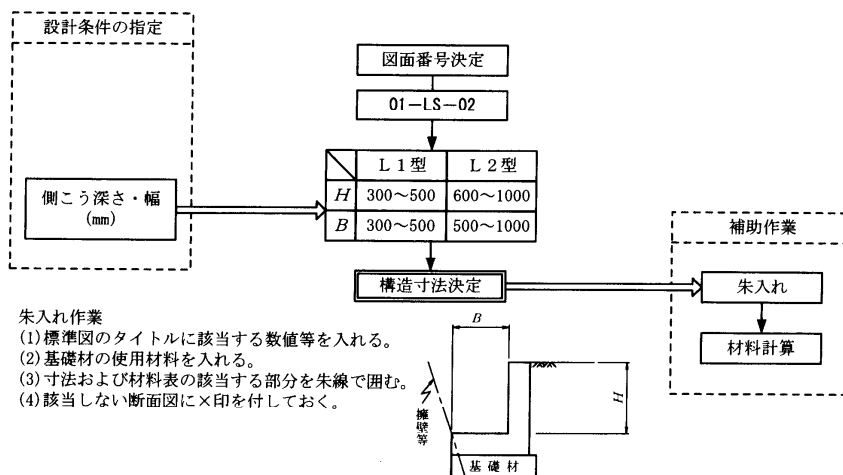 設計条件の指定
図面番号決定
01-LS-02
L1型 L2型
H 300~500 600~1000
B 300~500 500~1000
側こう深さ・幅
(mm)
構造寸法決定
補助作業
朱入れ
材料計算
朱入れ作業
(1)標準図のタイトルに該当する数値等を入れる。
(2)基礎材の使用材料を入れる。
(3)寸法および材料表の該当する部分を朱線で囲む。
(4)該当しない断面図に×印を付しておく。
B
H
擁壁等
基礎材